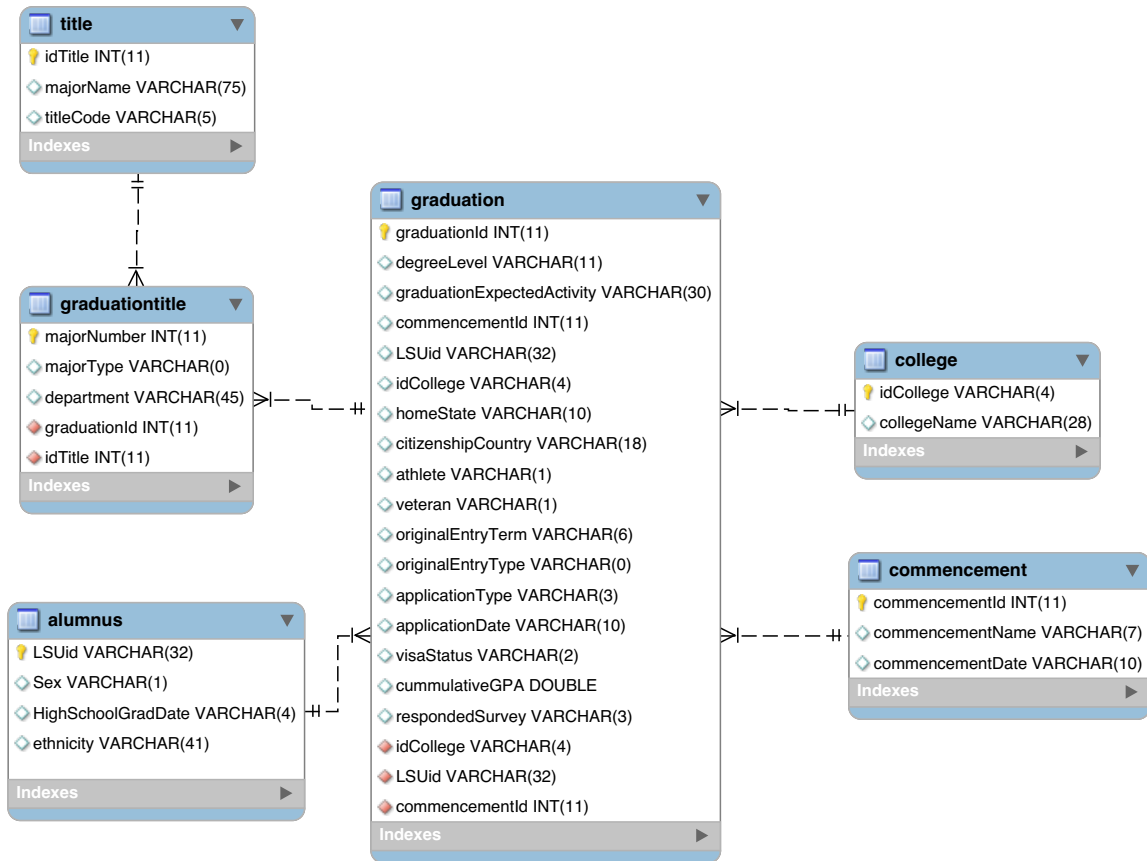 title
idTitle INT(11)
majorName VARCHAR(75)
titleCode VARCHAR(5)
Indexes
graduationtitle
majorNumber INT(11)
majorType VARCHAR(0)
department VARCHAR(45)
graduationId INT(11)
idTitle INT(11)
Indexes
alumnus
LSUid VARCHAR(32)
Sex VARCHAR(1)
HighSchoolGradDate VARCHAR(4)
ethnicity VARCHAR(41)
Indexes
graduation
graduationId INT(11)
degreeLevel VARCHAR(11)
graduationExpectedActivity VARCHAR(30)
commencementId INT(11)
LSUid VARCHAR(32)
idCollege VARCHAR(4)
homeState VARCHAR(10)
citizenshipCountry VARCHAR(18)
athlete VARCHAR(1)
veteran VARCHAR(1)
originalEntryTerm VARCHAR(6)
originalEntryType VARCHAR(0)
applicationType VARCHAR(3)
applicationDate VARCHAR(10)
visaStatus VARCHAR(2)
cummulativeGPA DOUBLE
respondedSurvey VARCHAR(3)
idCollege VARCHAR(4)
LSUid VARCHAR(32)
commencementId INT(11)
Indexes
college
idCollege VARCHAR(4)
collegeName VARCHAR(28)
Indexes
commencement
commencementId INT(11)
commencementName VARCHAR(7)
commencementDate VARCHAR(10)
Indexes